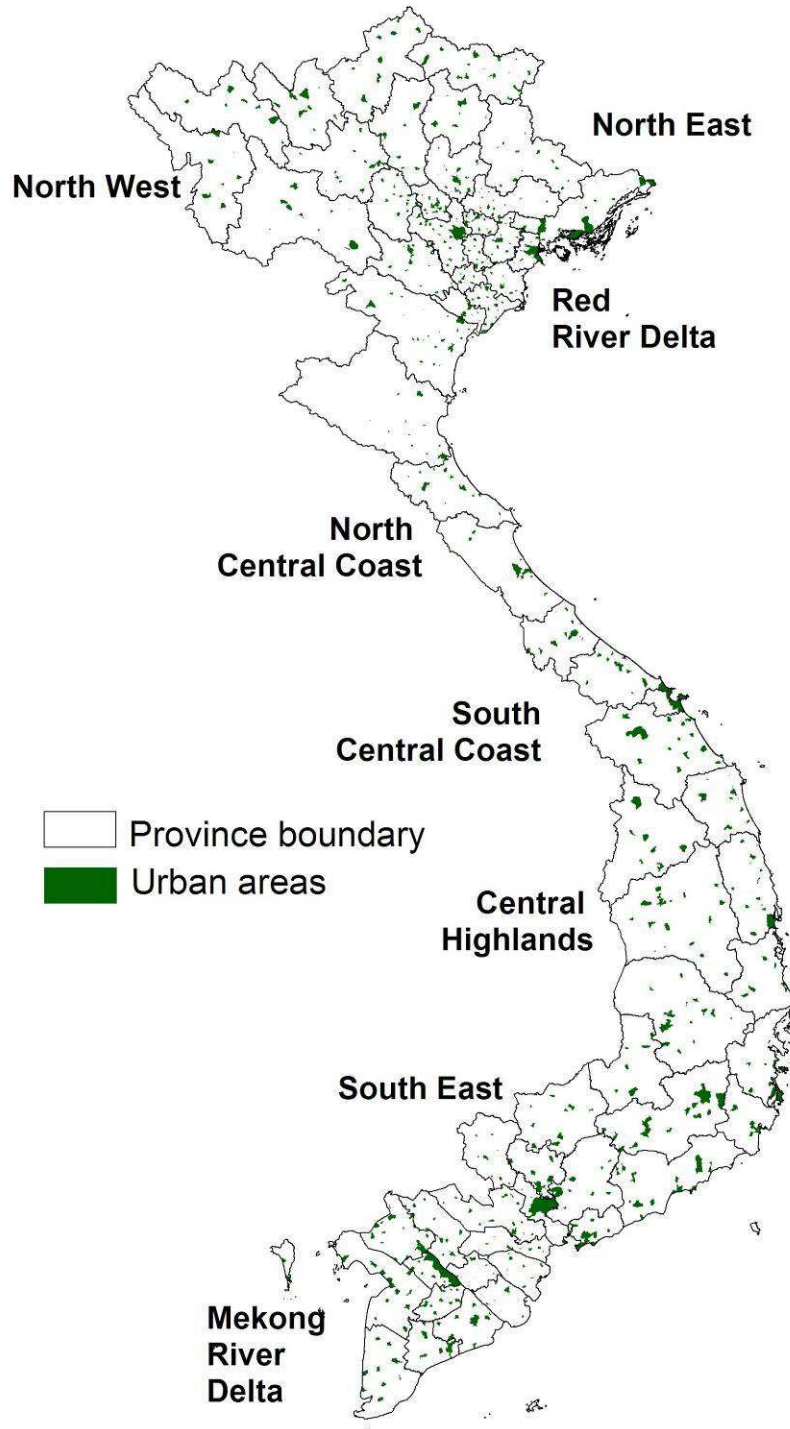 North East
North West
Red
River Delta
North
Central Coast
South
Central Coast
Province boundary
Urban areas
Central
Highlands
South East
Mekong
River
Delta